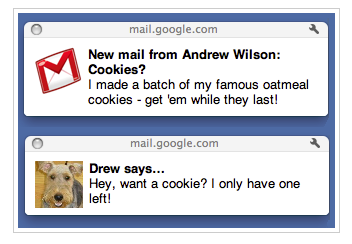 mail.google.com
New mail from Andrew Wilson:
Cookies?
I made a batch of my famous oatmeal
cookies - get 'em while they last!
mail.google.com
Drew says...
Hey, want a cookie? I only have one
left!